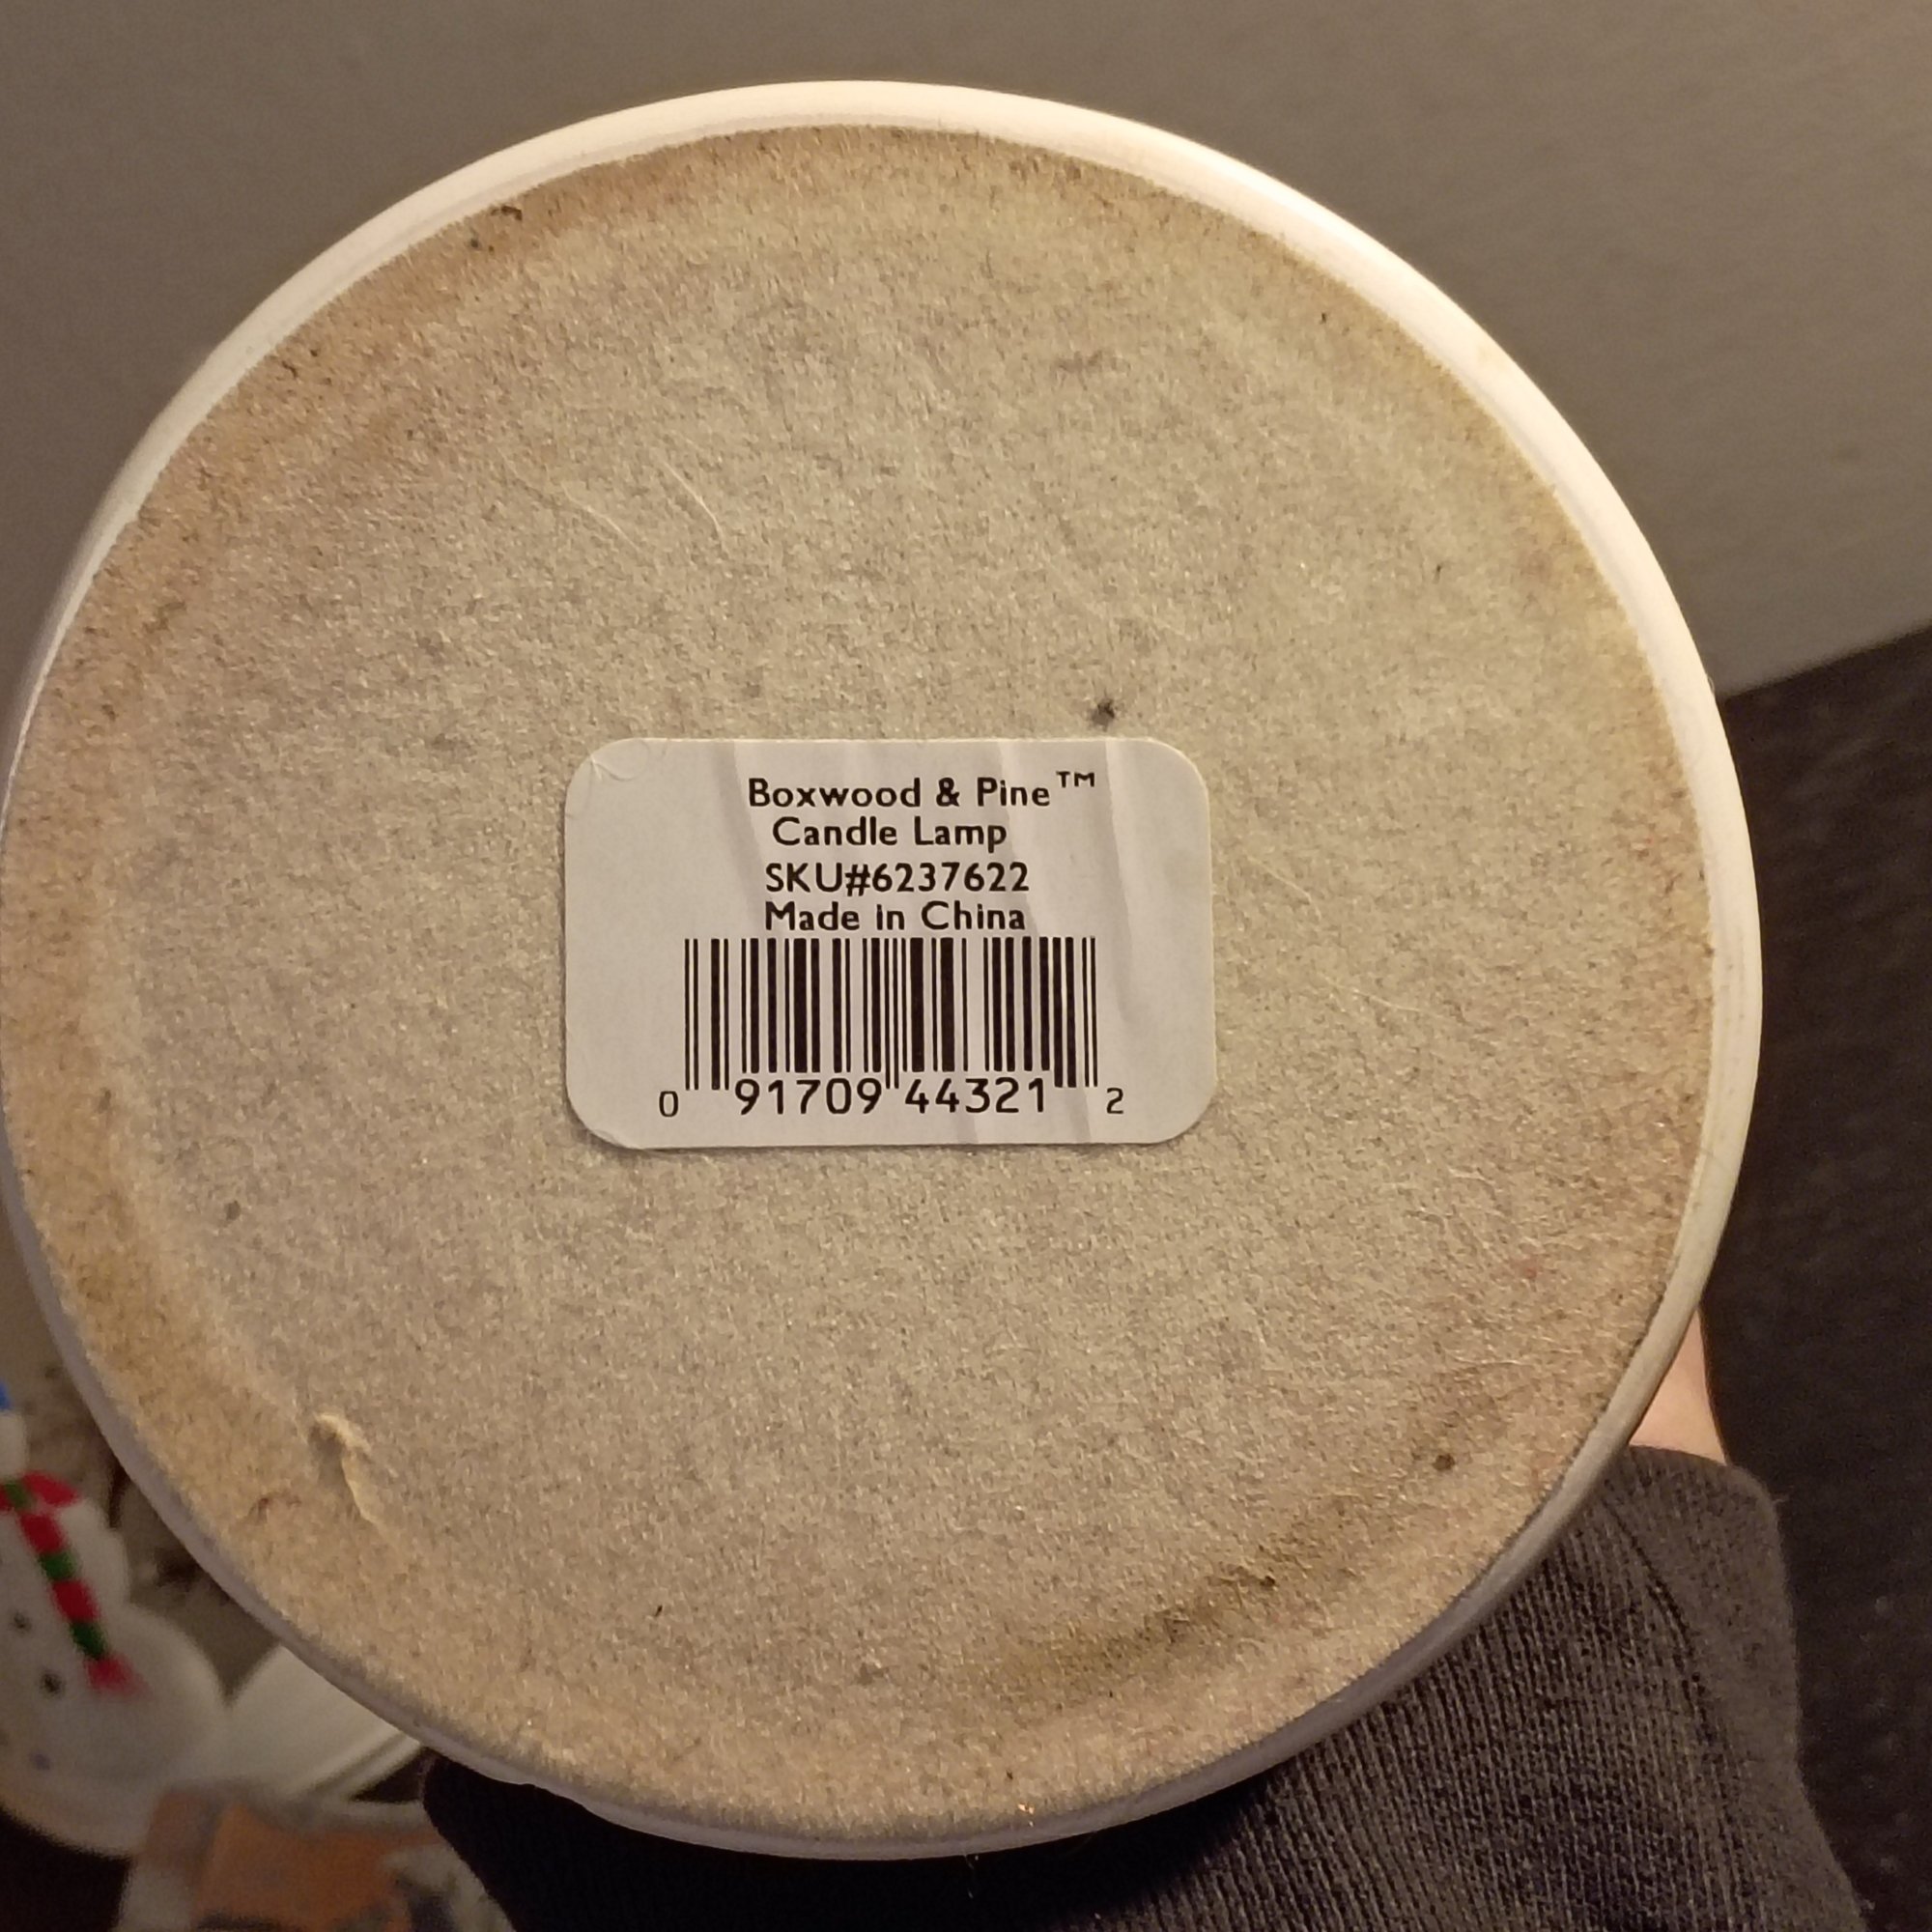 Boxwood & Pine™
Candle Lamp
SKU#6237622
Made in China
0 91709 44321 2